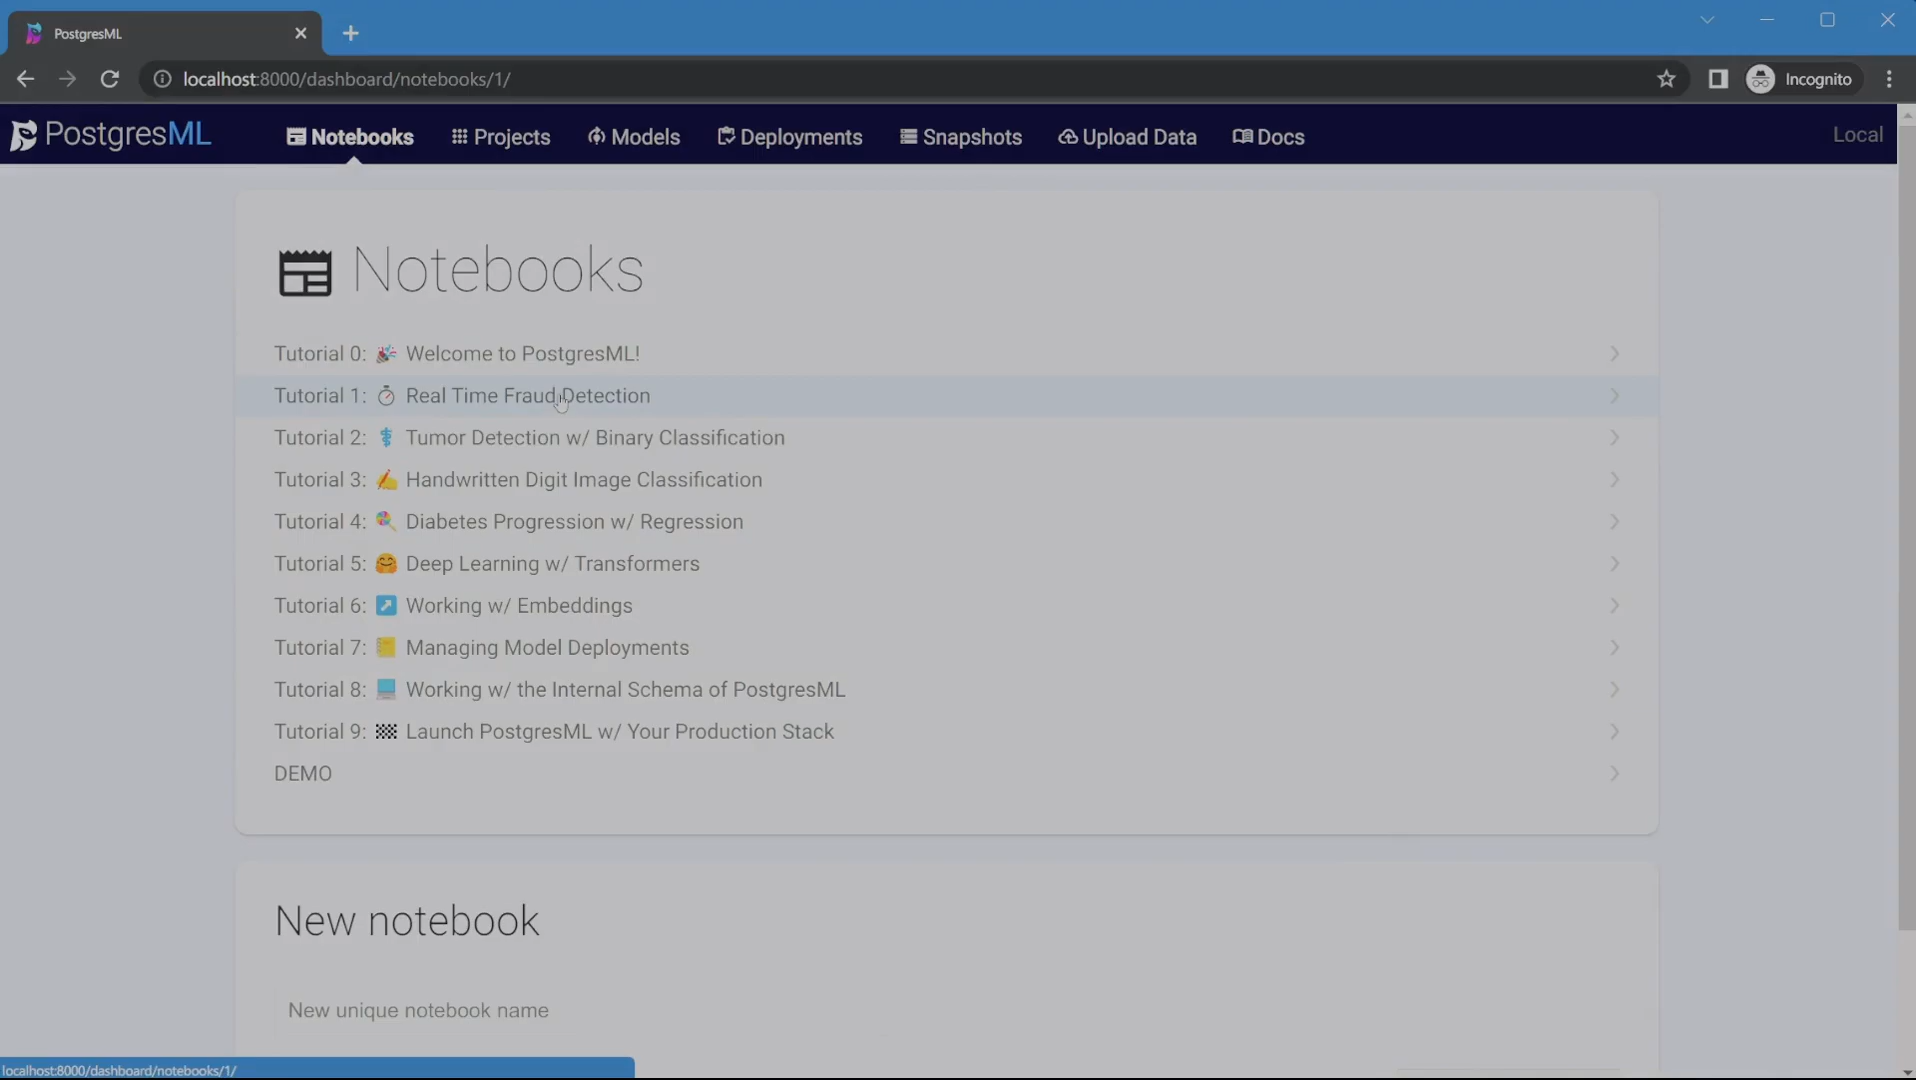 PostgresML
localhost:8000/dashboard/notebooks/1/
Incognito
PostgresML
Notebooks
Projects
Models
Deployments
Snapshots
Upload Data
Docs
Local
Notebooks
Tutorial 0: 🎉 Welcome to PostgresML!
Tutorial 1: ⏱️ Real Time Fraud Detection
Tutorial 2: ⚕️ Tumor Detection w/ Binary Classification
Tutorial 3: ✍️ Handwritten Digit Image Classification
Tutorial 4: 🍭 Diabetes Progression w/ Regression
Tutorial 5: 🤗 Deep Learning w/ Transformers
Tutorial 6: ↗️ Working w/ Embeddings
Tutorial 7: 📒 Managing Model Deployments
Tutorial 8: 💻 Working w/ the Internal Schema of PostgresML
Tutorial 9: 🏁 Launch PostgresML w/ Your Production Stack
DEMO
New notebook
New unique notebook name
localhost:8000/dashboard/notebooks/1/